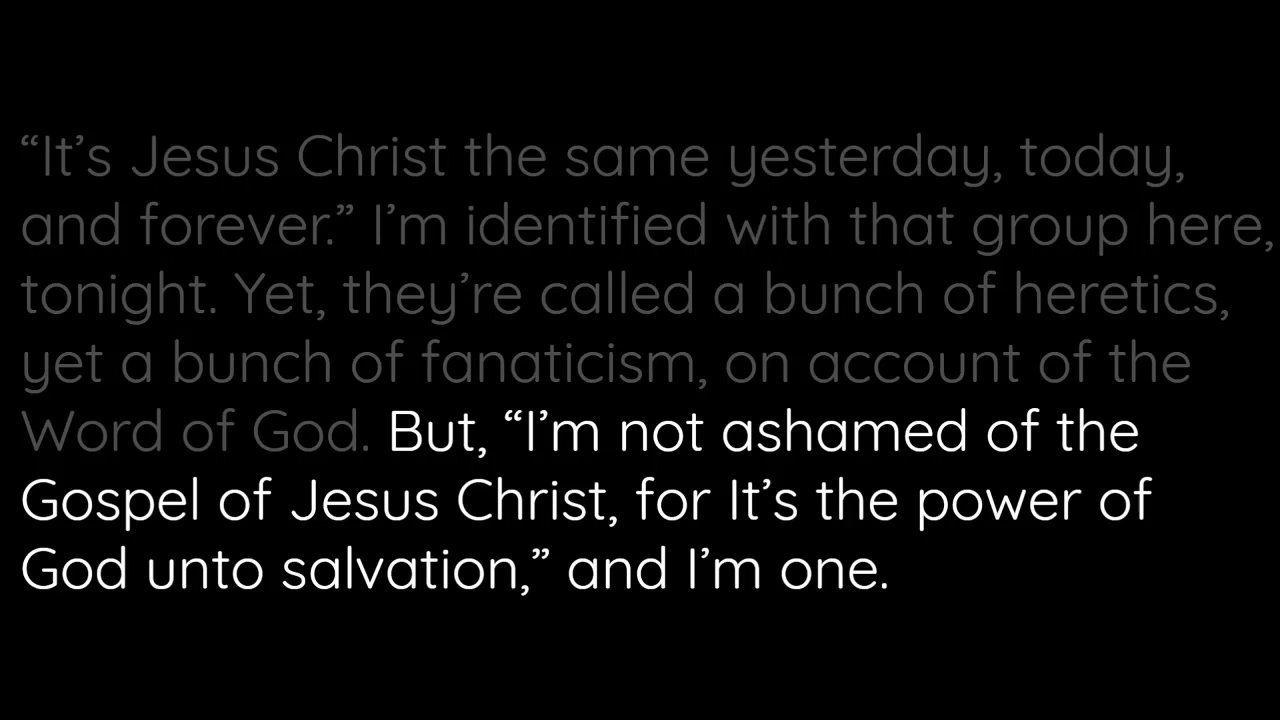 “It’s Jesus Christ the same yesterday, today,
and forever.” I’m identified with that group here,
tonight. Yet, they’re called a bunch of heretics,
yet a bunch of fanaticism, on account of the
Word of God. But, “I’m not ashamed of the
Gospel of Jesus Christ, for It’s the power of
God unto salvation,” and I’m one.